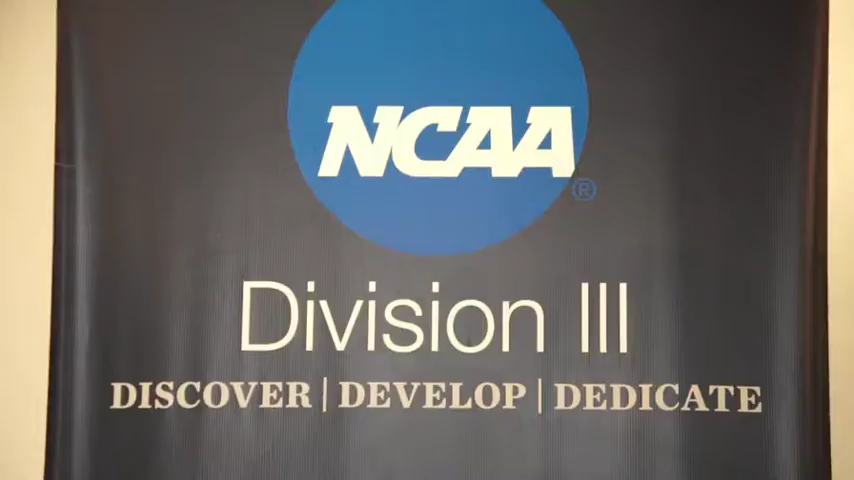 NCAA®
Division III
DISCOVER | DEVELOP | DEDICATE